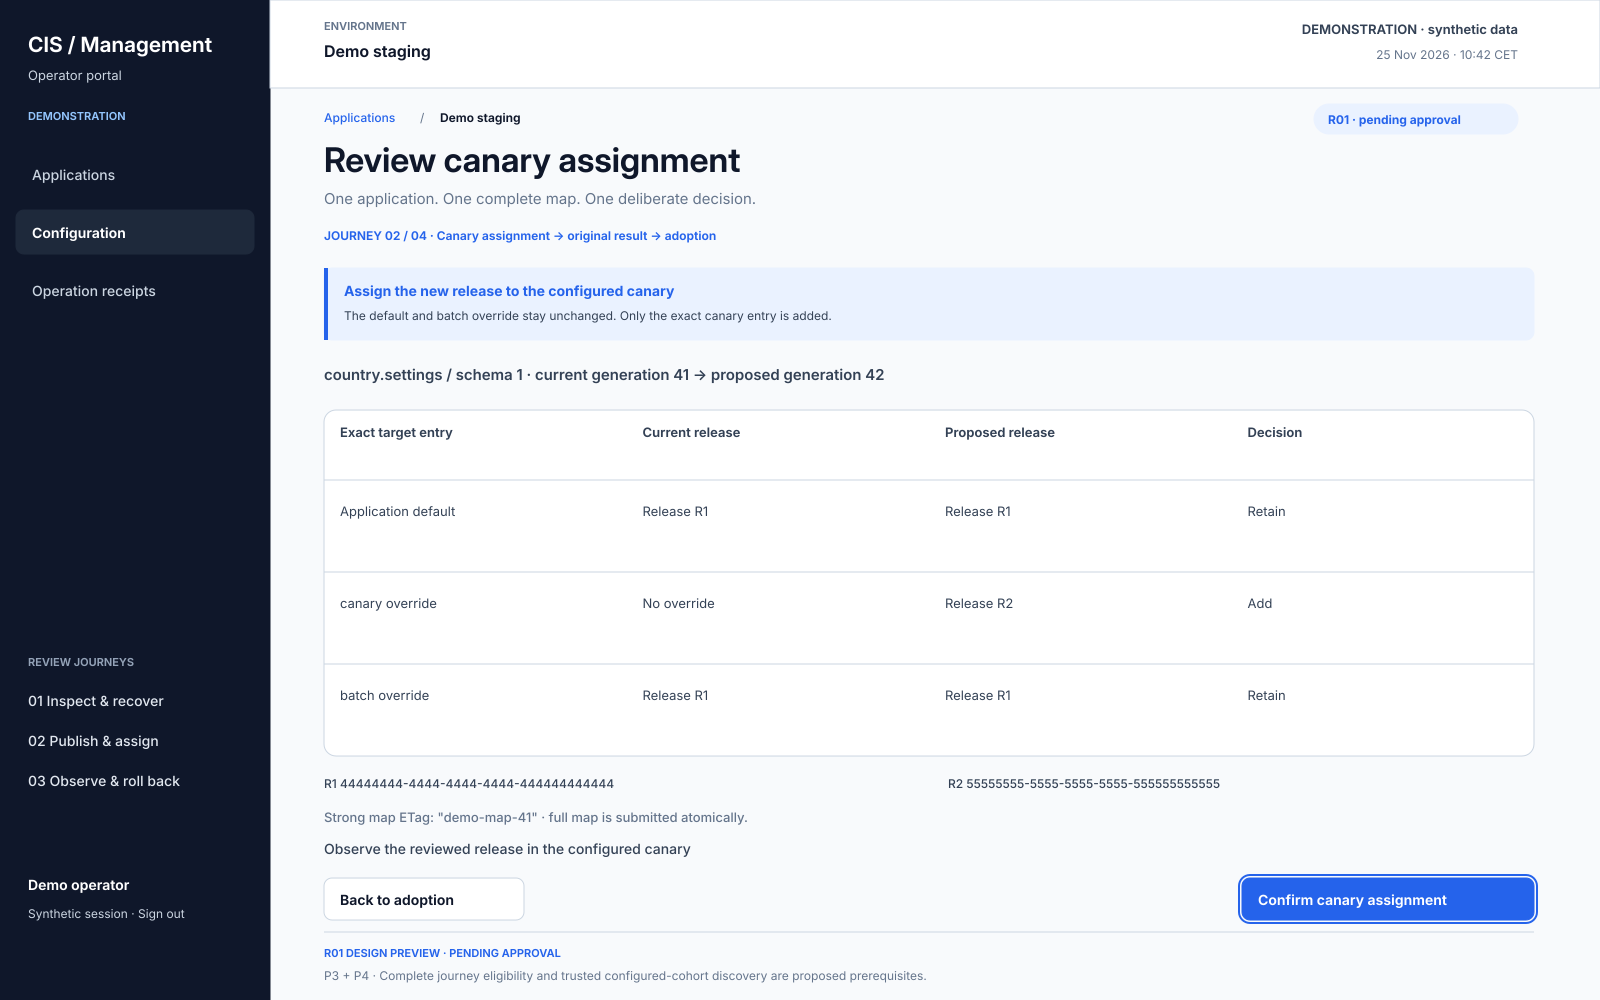 CIS / Management
Operator portal
DEMONSTRATION
Applications
Configuration
Operation receipts
REVIEW JOURNEYS
01 Inspect & recover
02 Publish & assign
03 Observe & roll back
Demo operator
Synthetic session · Sign out
ENVIRONMENT
Demo staging
DEMONSTRATION · synthetic data
25 Nov 2026 · 10:42 CET
Applications / Demo staging
R01 · pending approval
Review canary assignment
One application. One complete map. One deliberate decision.
JOURNEY 02 / 04 · Canary assignment → original result → adoption
Assign the new release to the configured canary
The default and batch override stay unchanged. Only the exact canary entry is added.
country.settings / schema 1 · current generation 41 → proposed generation 42
Exact target entry Current release Proposed release Decision
Application default Release R1 Release R1 Retain
canary override No override Release R2 Add
batch override Release R1 Release R1 Retain
R1 44444444-4444-4444-4444-444444444444 R2 55555555-5555-5555-5555-555555555555
Strong map ETag: "demo-map-41" · full map is submitted atomically.
Observe the reviewed release in the configured canary
Back to adoption Confirm canary assignment
R01 DESIGN PREVIEW · PENDING APPROVAL
P3 + P4 · Complete journey eligibility and trusted configured-cohort discovery are proposed prerequisites.